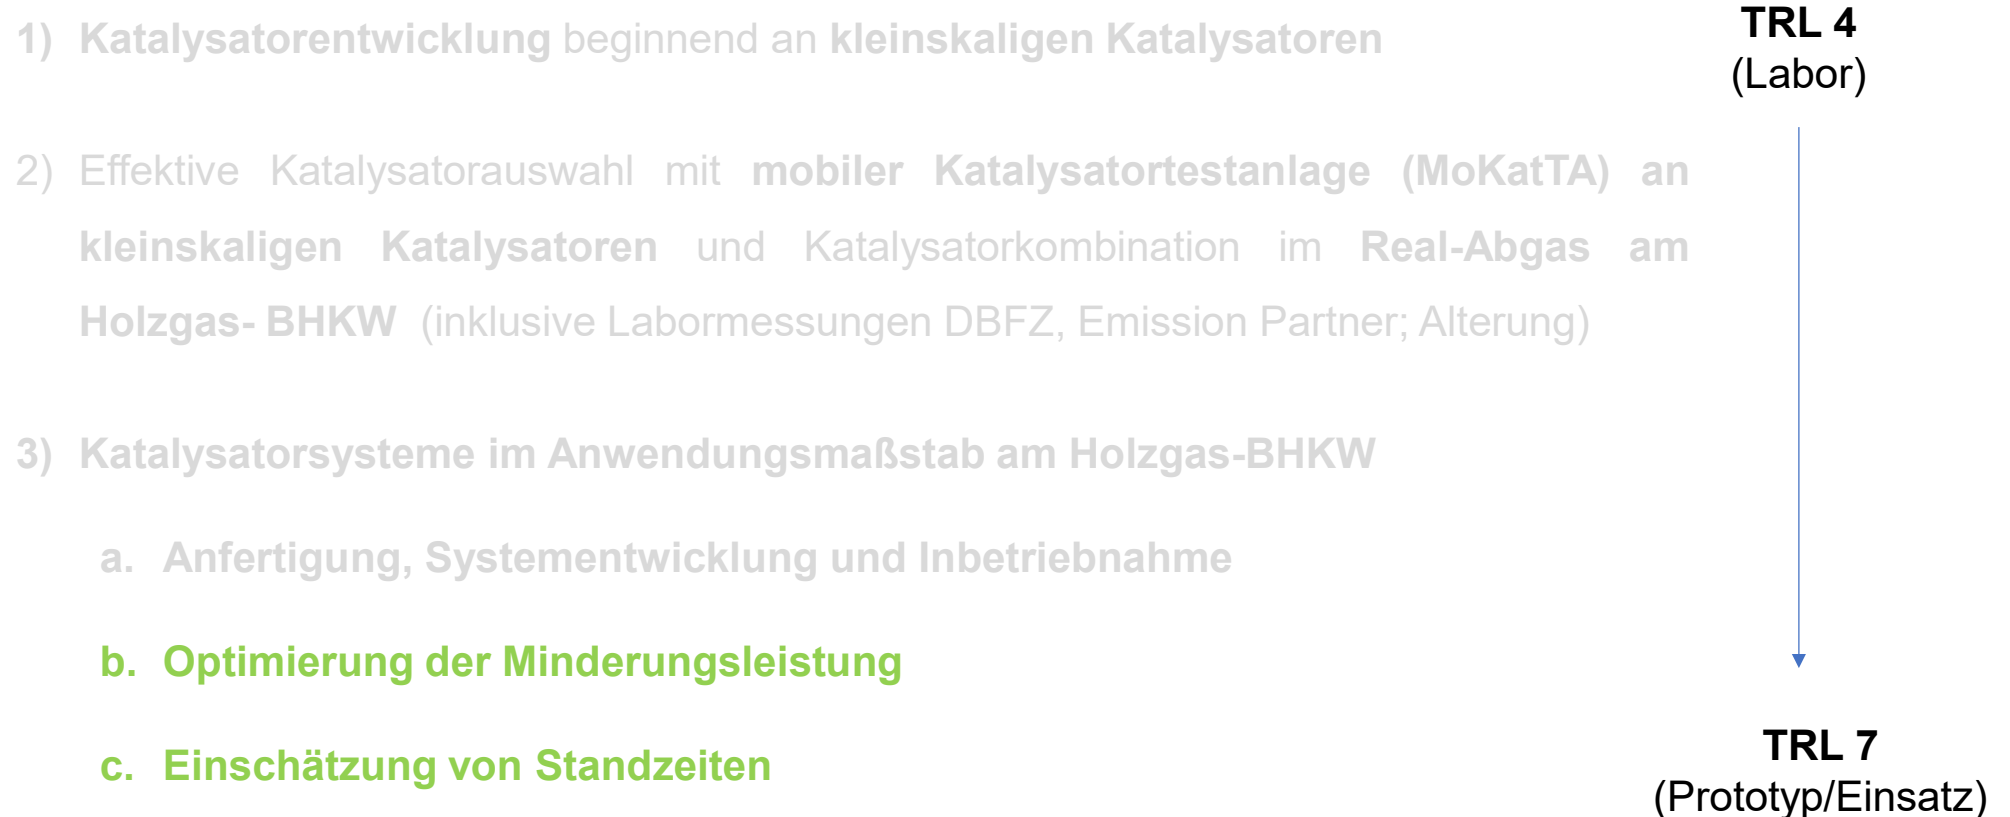 1) Katalysatorentwicklung beginnend an kleinskaligen Katalysatoren
2) Effektive Katalysatorauswahl mit mobiler Katalysatortestanlage (MoKatTA) an
kleinskaligen Katalysatoren und Katalysatorkombination im Real-Abgas am
Holzgas- BHKW (inklusive Labormessungen DBFZ, Emission Partner; Alterung)
3) Katalysatorsysteme im Anwendungsmaßstab am Holzgas-BHKW
a. Anfertigung, Systementwicklung und Inbetriebnahme
b. Optimierung der Minderungsleistung
c. Einschätzung von Standzeiten
TRL 4
(Labor)
TRL 7
(Prototyp/Einsatz)